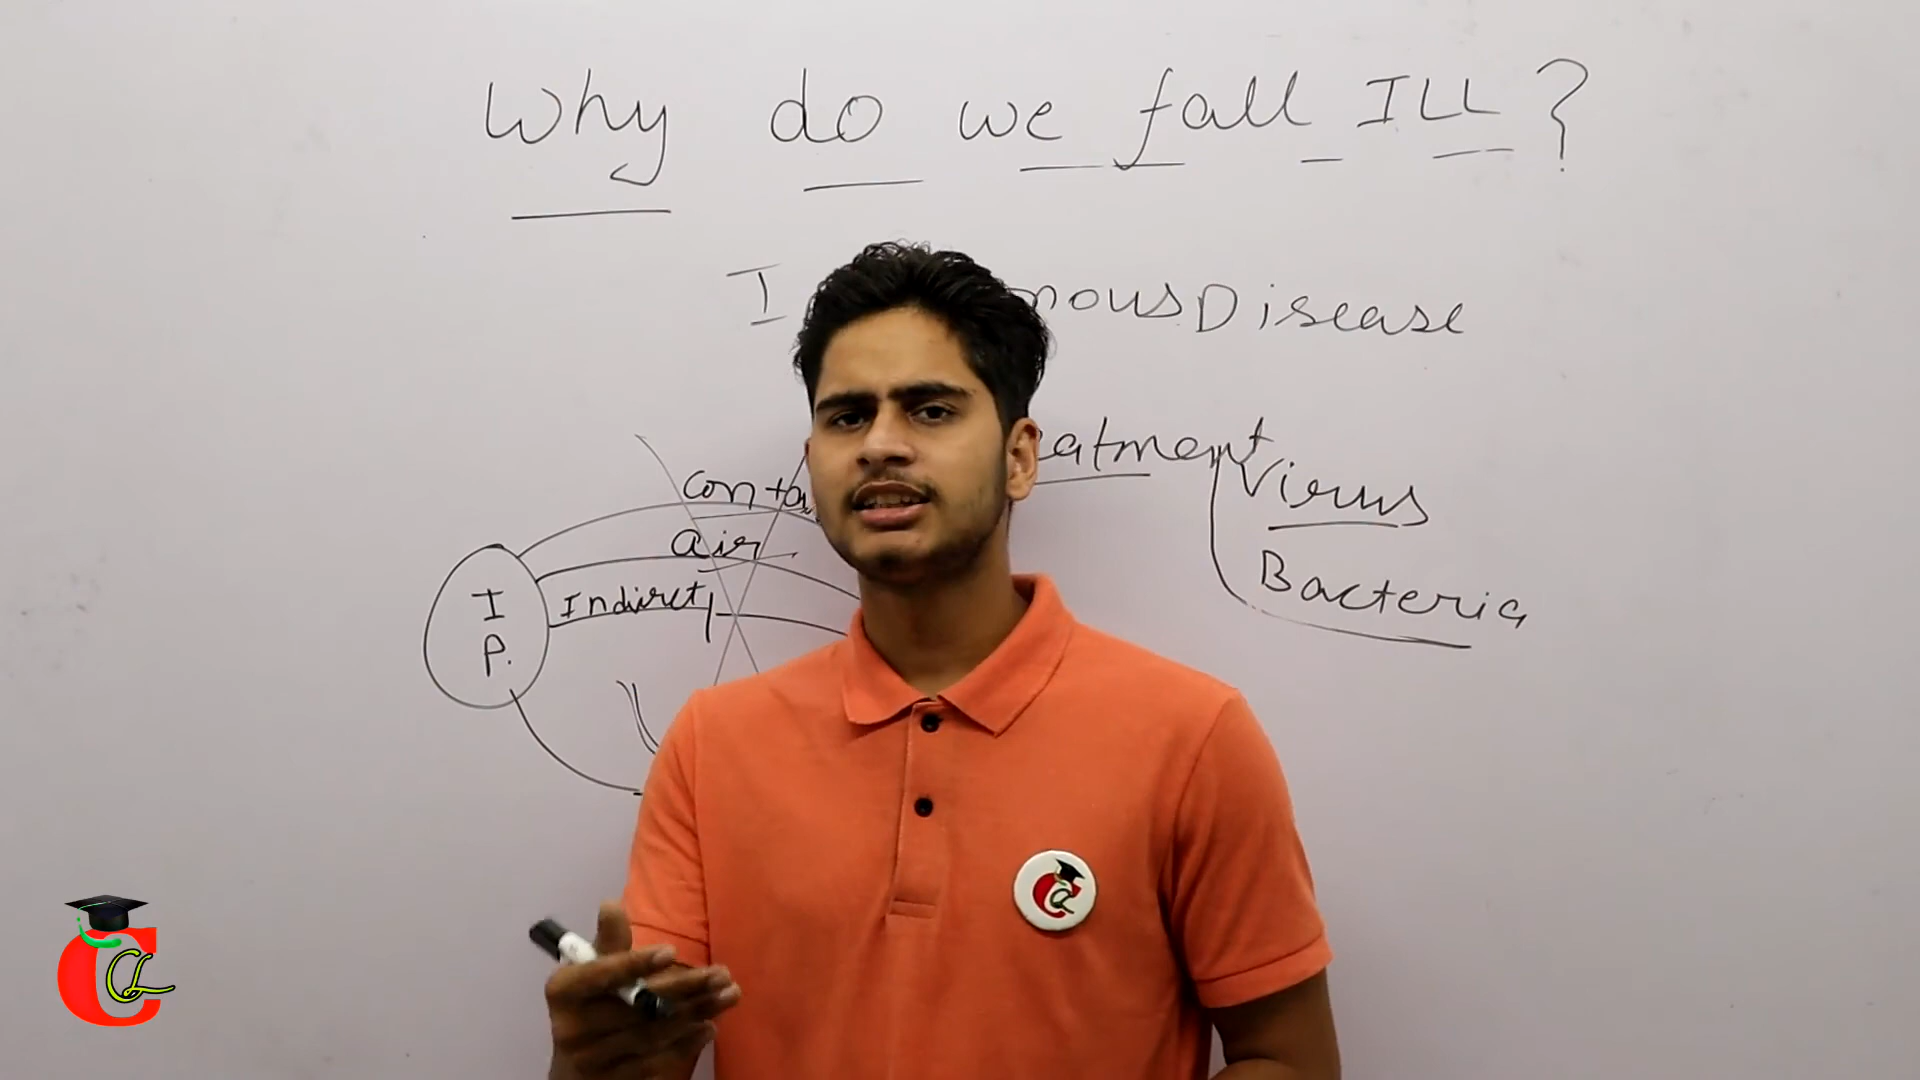 Why do we fall ILL ?
Disease
Virus
Bacteria
air
Indirect
I
P.